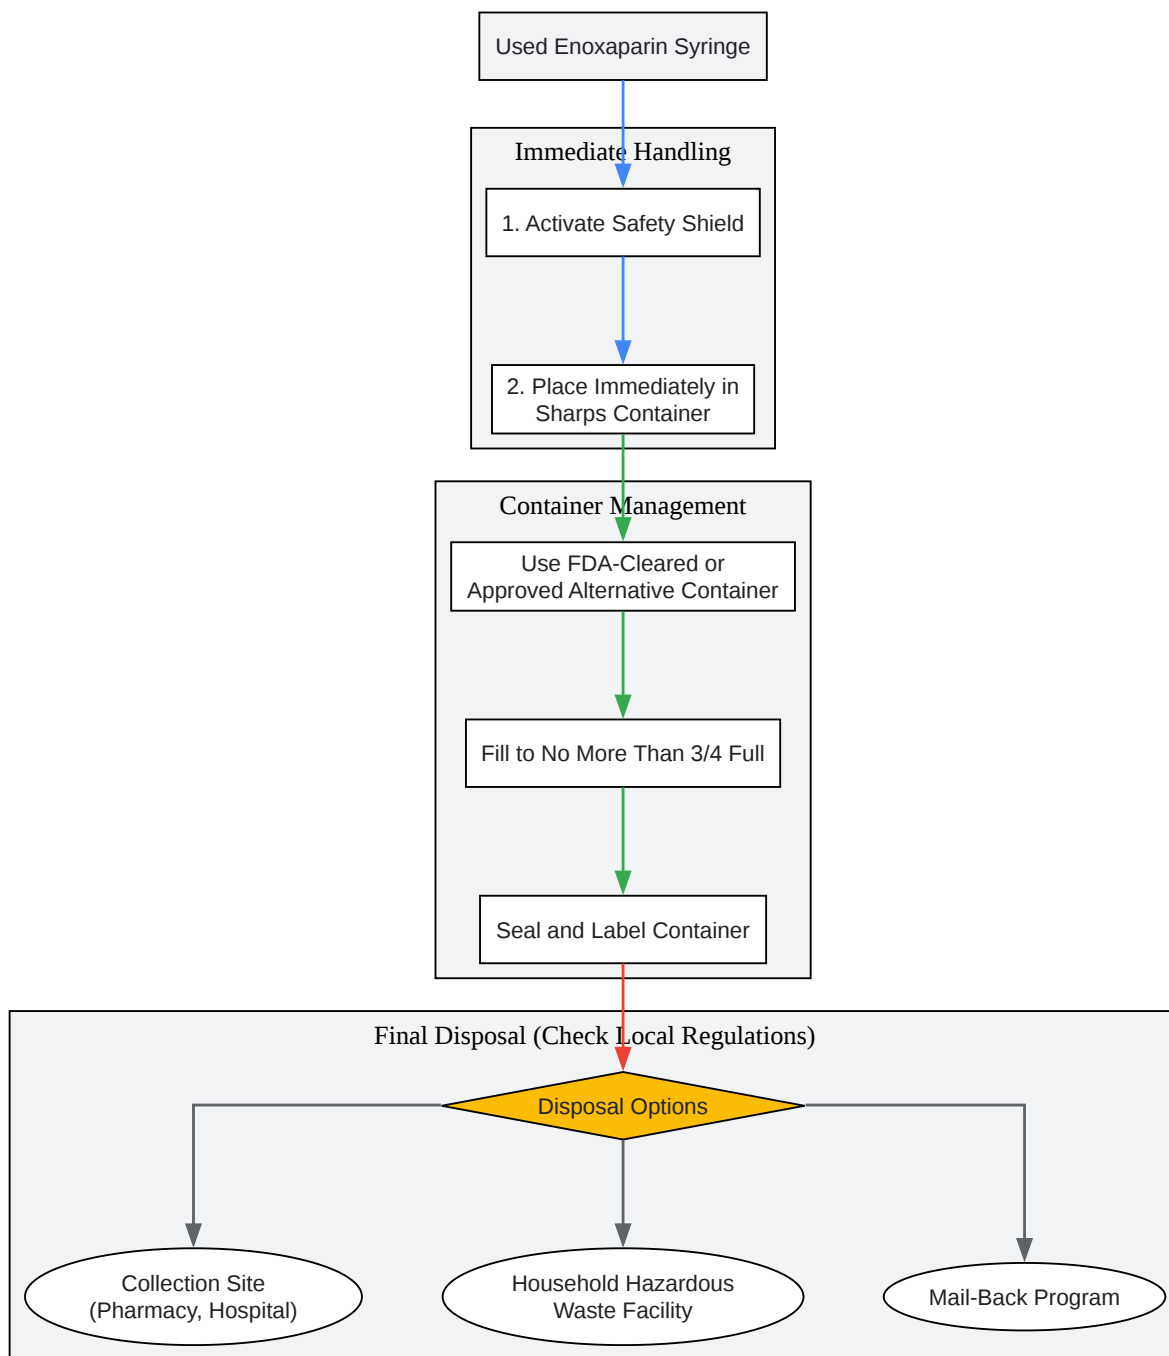 Used Enoxaparin Syringe
Immediate Handling
1. Activate Safety Shield
2. Place Immediately in
Sharps Container
Container Management
Use FDA-Cleared or
Approved Alternative Container
Fill to No More Than 3/4 Full
Seal and Label Container
Final Disposal (Check Local Regulations)
Disposal Options
Collection Site
(Pharmacy, Hospital)
Household Hazardous
Waste Facility
Mail-Back Program